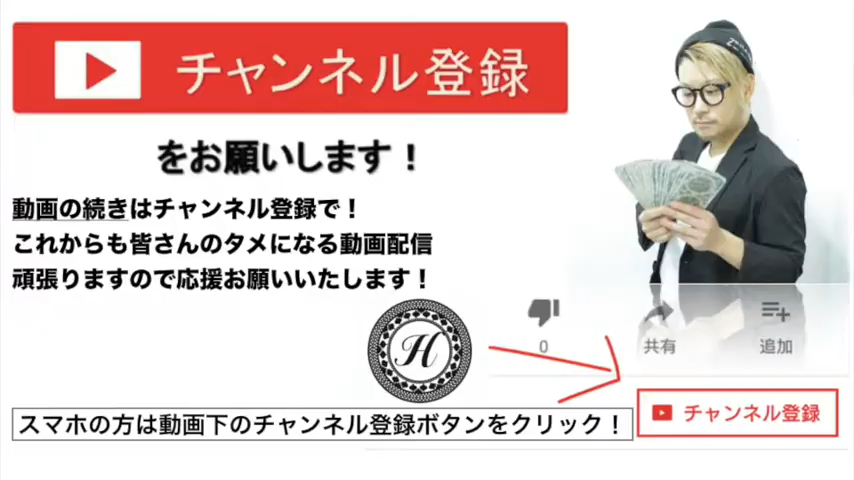 チャンネル登録
をお願いします！
動画の続きはチャンネル登録で！
これからも皆さんのタメになる動画配信
頑張りますので応援お願いいたします！
H
0
共有
追加
チャンネル登録
スマホの方は動画下のチャンネル登録ボタンをクリック！